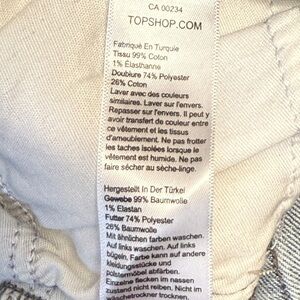 CA 00234
TOPSHOP.COM
Fabriqué En Turquie
Tissu 99% Coton
1% Élasthanne
Doublure 74% Polyester
26% Coton
Laver avec des couleurs
similaires. Laver sur l'envers.
Repasser sur l'envers. Il peut y
avoir transfert de couleur entre
ce vêtement et les tissus
d'ameublement. Ne pas frotter
les taches isolées lorsque le
vêtement est humide. Ne pas
faire sécher au sèche-linge.
Hergestellt In Der Türkei
Gewebe 99% Baumwolle
1% Elastan
Futter 74% Polyester
26% Baumwolle
Mit ähnlichen farben waschen.
Auf links waschen. Auf links
bügeln. Farbe kann auf andere
kleidungsstücke und
polstermöbel abfärben.
Einzelne flecken im nassen
zustand nicht reiben. Nicht im
wäschetrockner trocknen.